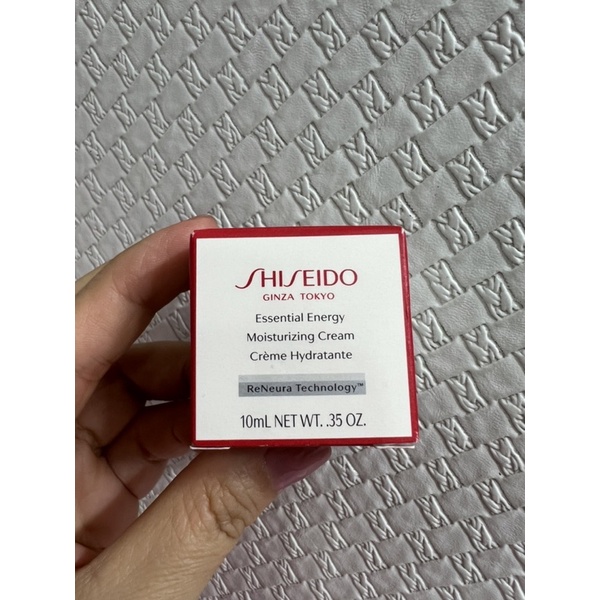 SHISEIDO
GINZA TOKYO
Essential Energy
Moisturizing Cream
Crème Hydratante
ReNeura Technology™
10mL NET WT. .35 OZ.